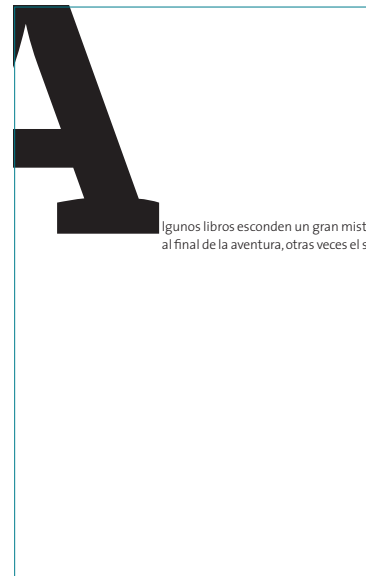 Algunos libros esconden un gran mist
al final de la aventura, otras veces el s